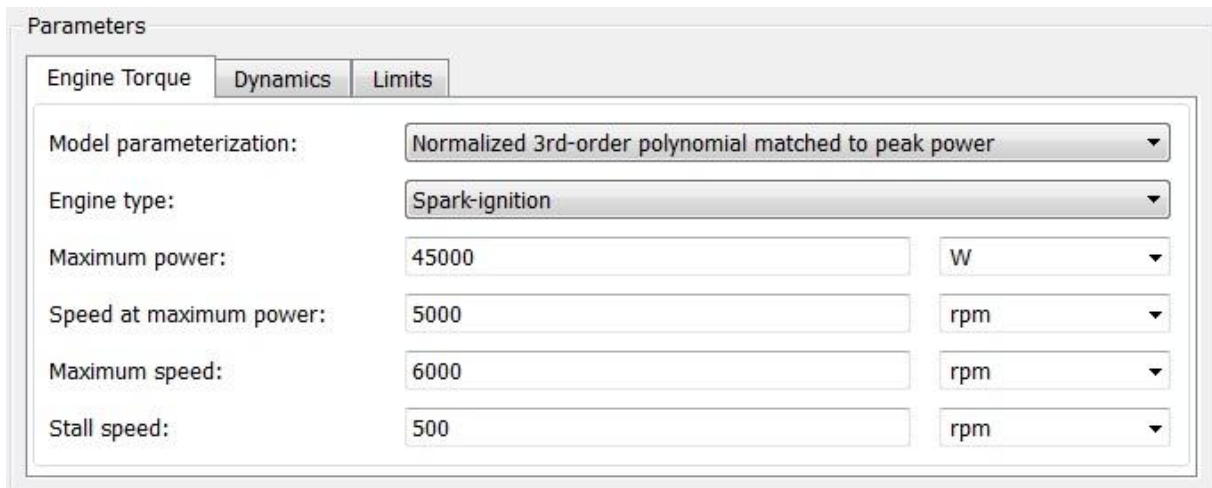 Parameters
Engine Torque Dynamics Limits
Model parameterization: Normalized 3rd-order polynomial matched to peak power
Engine type: Spark-ignition
Maximum power: 45000 W
Speed at maximum power: 5000 rpm
Maximum speed: 6000 rpm
Stall speed: 500 rpm